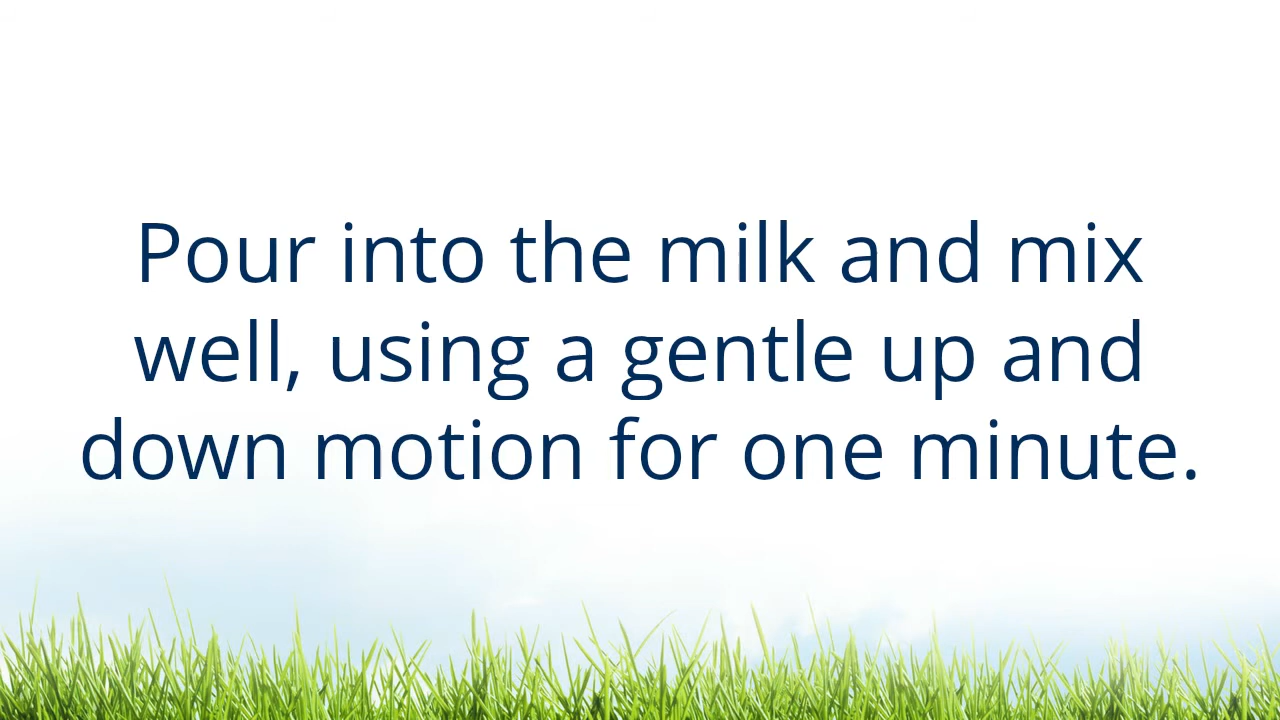 Pour into the milk and mix
well, using a gentle up and
down motion for one minute.